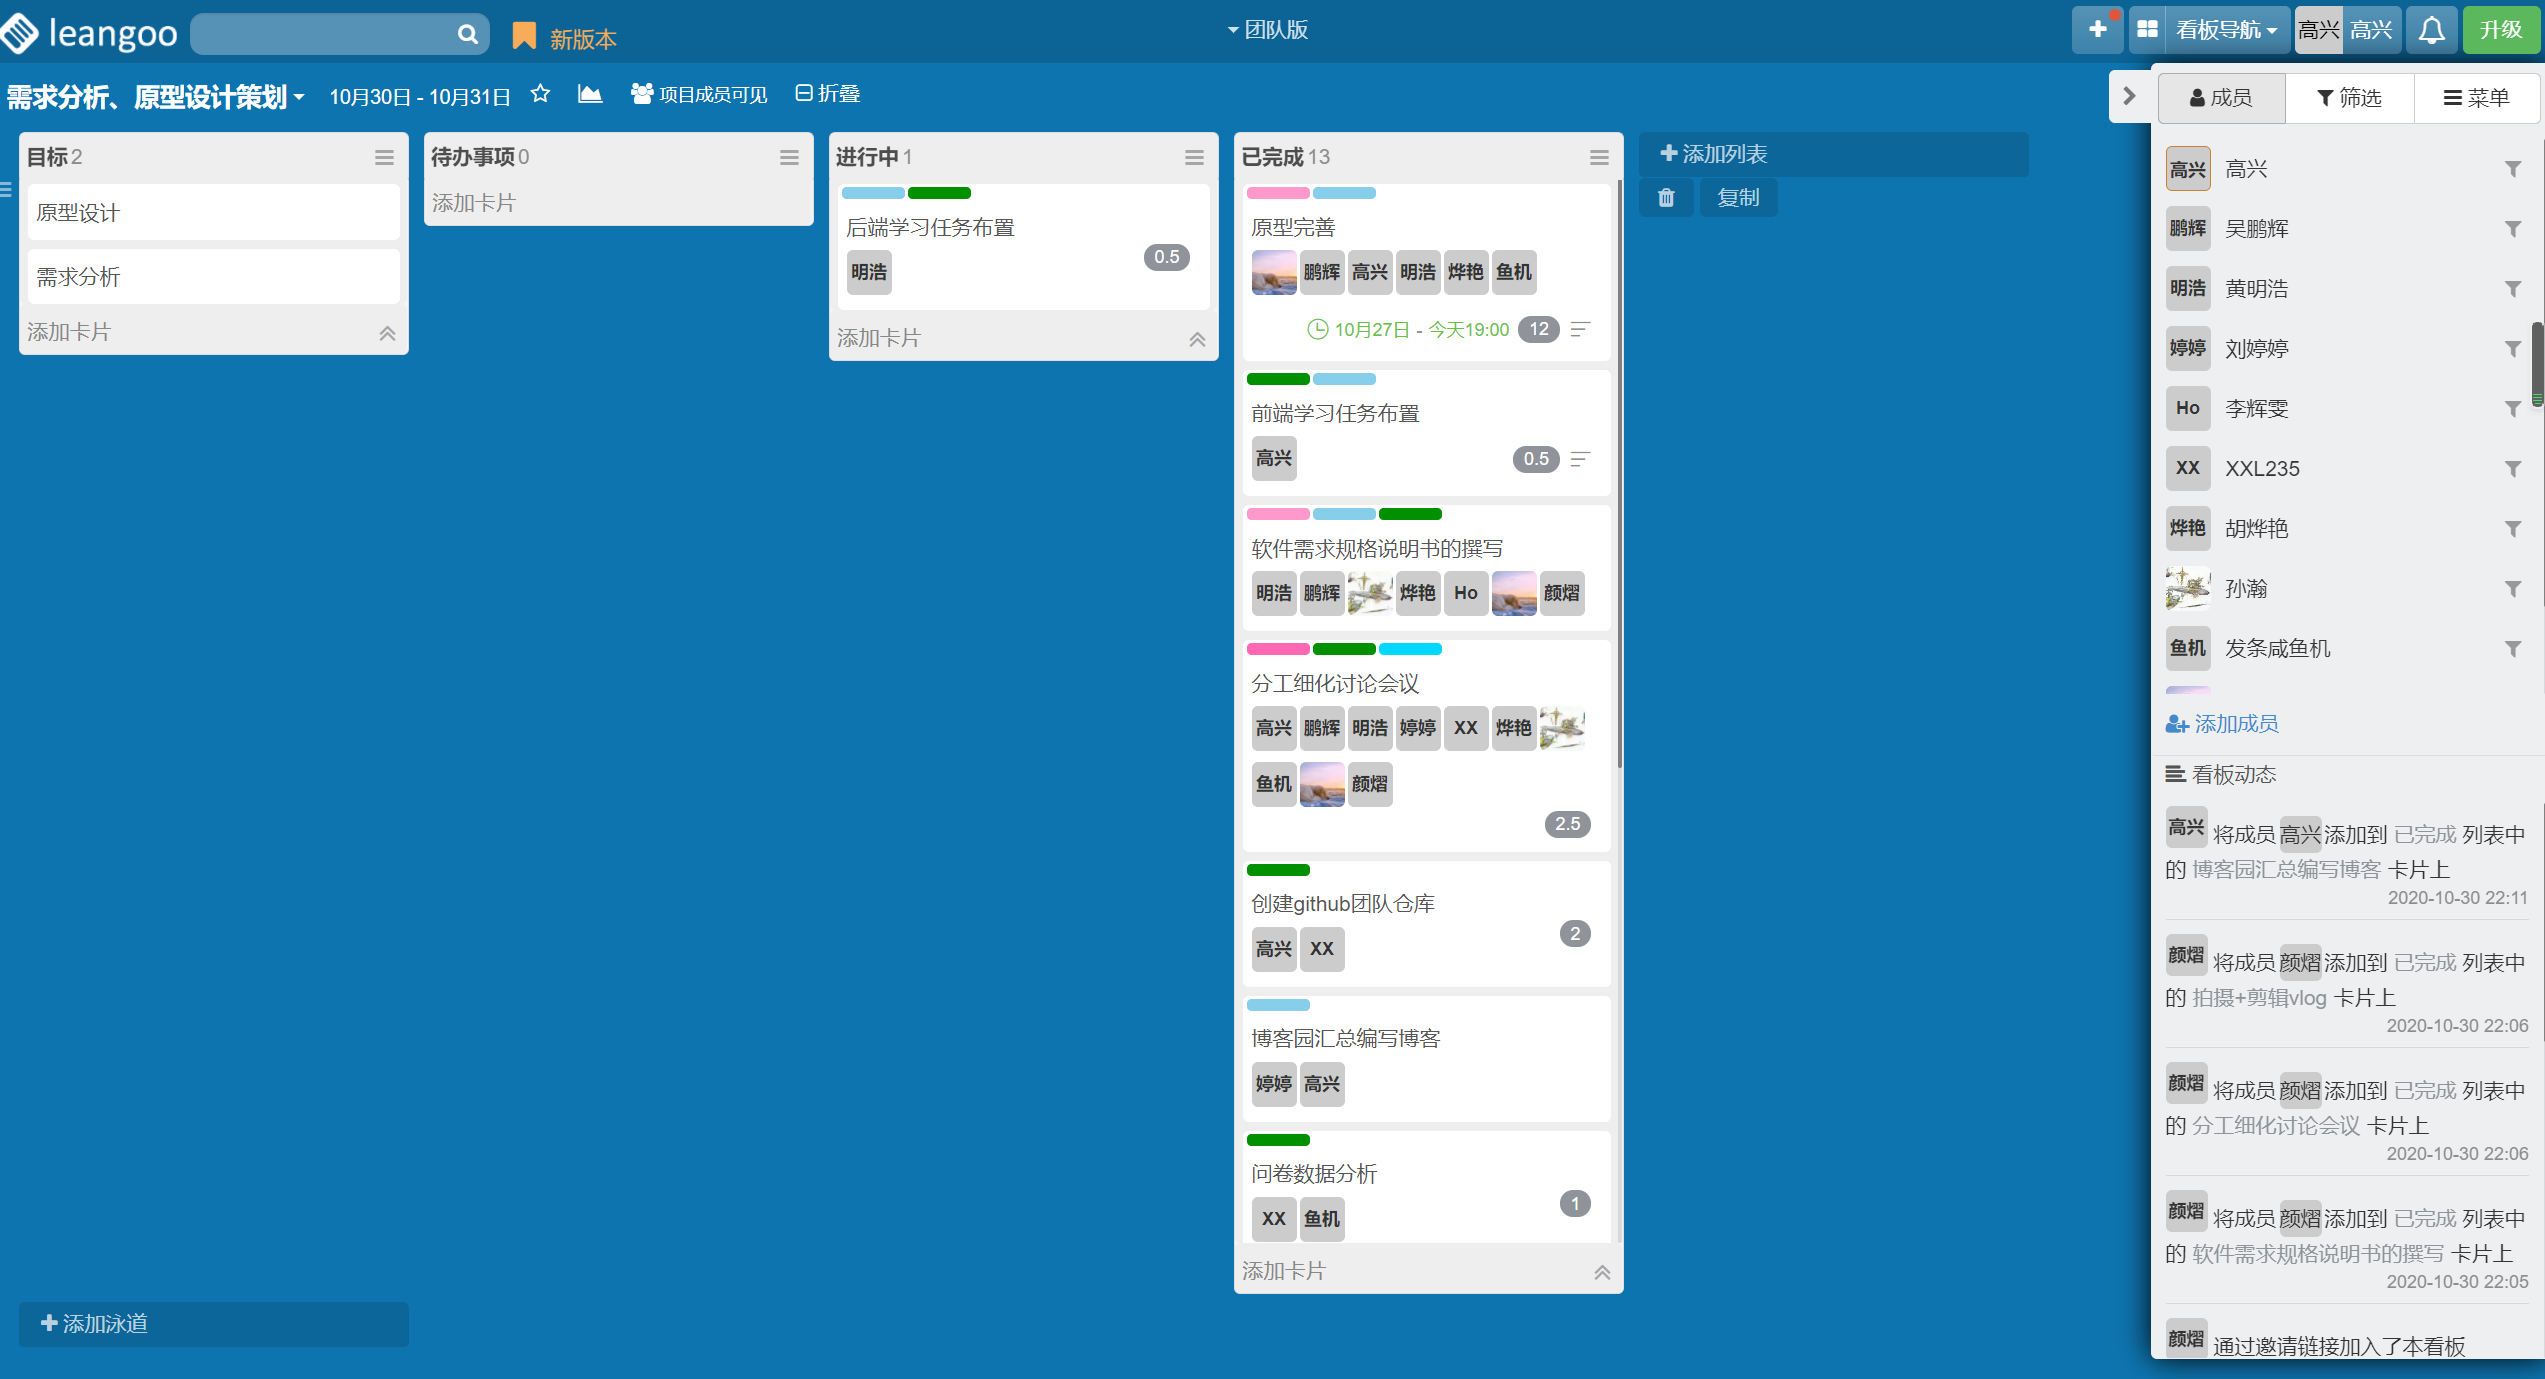 leangoo
新版本
团队版
看板导航
高兴 高兴
升级
需求分析、原型设计策划
10月30日 - 10月31日
项目成员可见
折叠
目标 2
原型设计
需求分析
添加卡片
待办事项 0
添加卡片
进行中 1
后端学习任务布置
明浩
0.5
添加卡片
已完成 13
原型完善
鹏辉 高兴 明浩 烨艳 鱼机
10月27日 - 今天19:00 12
前端学习任务布置
高兴
0.5
软件需求规格说明书的撰写
明浩 鹏辉 烨艳 Ho 颜熠
分工细化讨论会议
高兴 鹏辉 明浩 婷婷 XX 烨艳
鱼机 颜熠
2.5
创建github团队仓库
2
高兴 XX
博客园汇总编写博客
婷婷 高兴
问卷数据分析
1
XX 鱼机
添加卡片
添加列表
复制
添加泳道
成员
筛选
菜单
高兴 高兴
鹏辉 吴鹏辉
明浩 黄明浩
婷婷 刘婷婷
Ho 李辉雯
XX XXL235
烨艳 胡烨艳
孙瀚
鱼机 发条咸鱼机
添加成员
看板动态
高兴 将成员 高兴 添加到 已完成 列表中
的 博客园汇总编写博客 卡片上
2020-10-30 22:11
颜熠 将成员 颜熠 添加到 已完成 列表中
的 拍摄+剪辑vlog 卡片上
2020-10-30 22:06
颜熠 将成员 颜熠 添加到 已完成 列表中
的 分工细化讨论会议 卡片上
2020-10-30 22:06
颜熠 将成员 颜熠 添加到 已完成 列表中
的 软件需求规格说明书的撰写 卡片上
2020-10-30 22:05
颜熠 通过邀请链接加入了本看板